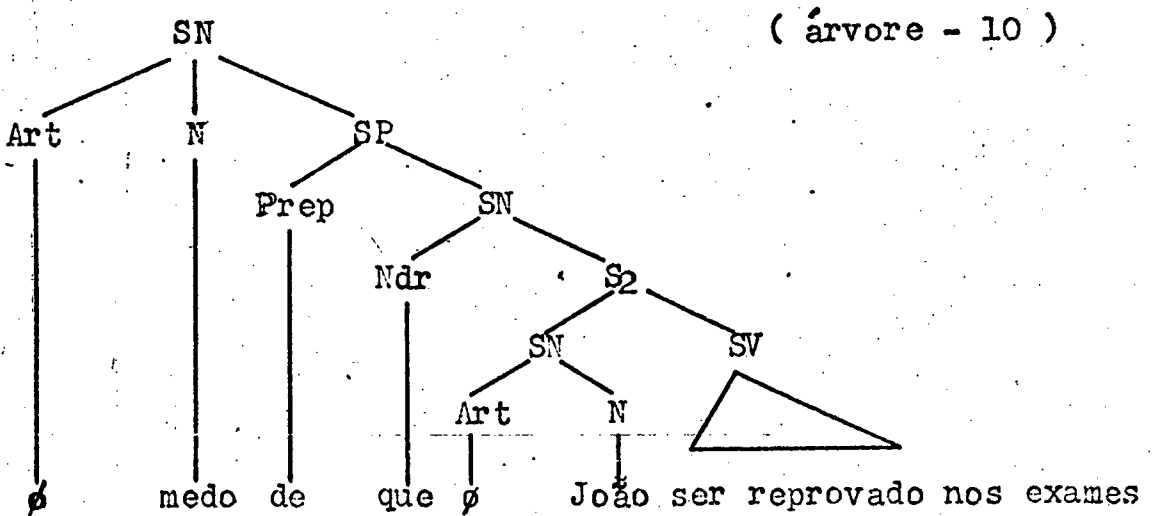 ( árvore - 10 )
SN
Art N SP
Prep SN
Ndr S2
SN SV
Art N
ø medo de que ø João ser reprovado nos exames